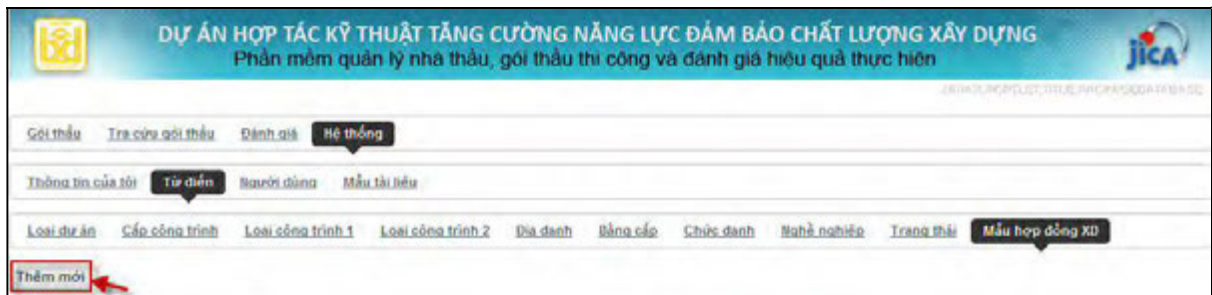 bxd
DỰ ÁN HỢP TÁC KỸ THUẬT TĂNG CƯỜNG NĂNG LỰC ĐẢM BẢO CHẤT LƯỢNG XÂY DỰNG
Phần mềm quản lý nhà thầu, gói thầu thi công và đánh giá hiệu quả thực hiện
jICA
Gói thầu Tra cứu gói thầu Đánh giá Hệ thống
Thông tin của tôi Từ điển Người dùng Mẫu tài liệu
Loại dự án Cấp công trình Loại công trình 1 Loại công trình 2 Địa danh Bằng cấp Chức danh Nghề nghiệp Trạng thái Mẫu hợp đồng XD
Thêm mới